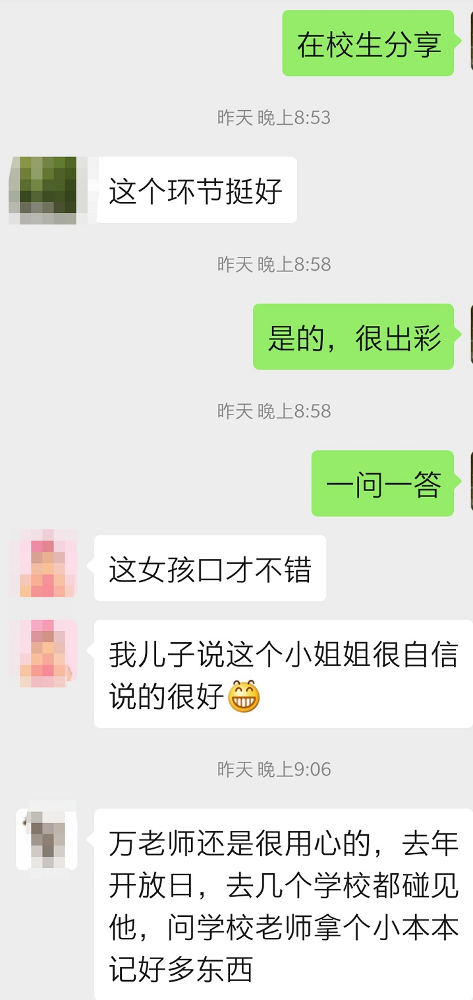 在校生分享
昨天 晚上8:53
这个环节挺好
昨天 晚上8:58
是的，很出彩
昨天 晚上8:58
一问一答
这女孩口才不错
我儿子说这个小姐姐很自信
说的很好😁
昨天 晚上9:06
万老师还是很用心的，去年
开放日，去几个学校都碰见
他，问学校老师拿个小本本
记好多东西